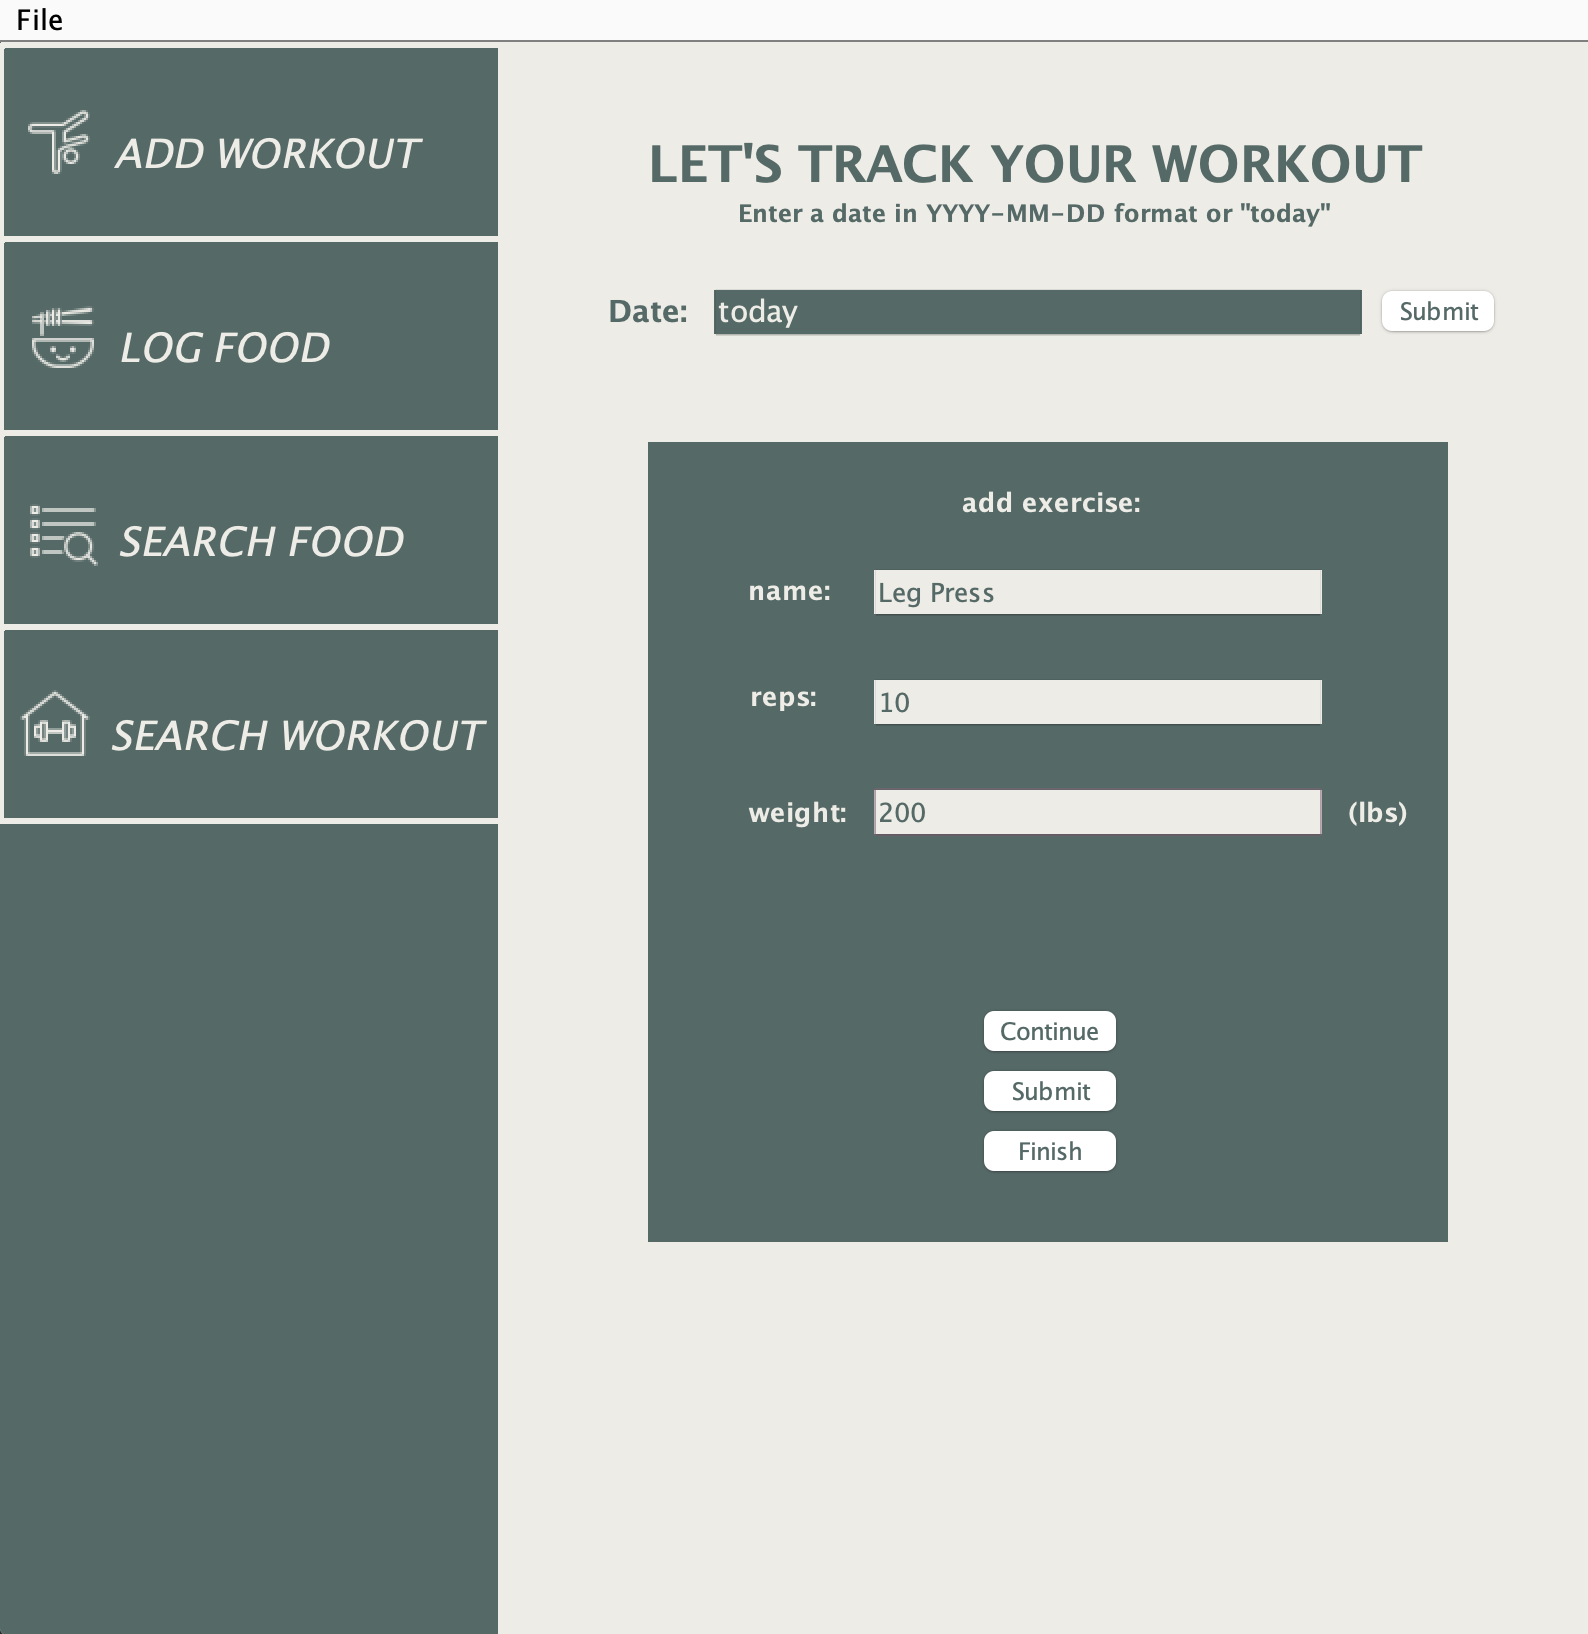 File
ADD WORKOUT
LOG FOOD
SEARCH FOOD
SEARCH WORKOUT
LET'S TRACK YOUR WORKOUT
Enter a date in YYYY-MM-DD format or "today"
Date: today Submit
add exercise:
name: Leg Press
reps: 10
weight: 200 (lbs)
Continue
Submit
Finish